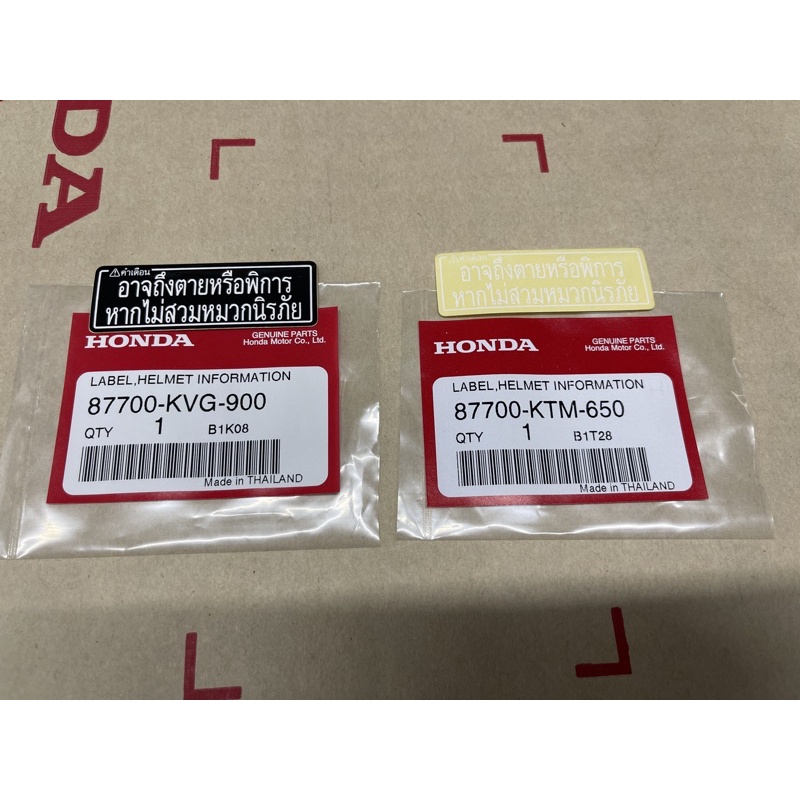 DA
⚠คำเตือน
อาจถึงตายหรือพิการ
หากไม่สวมหมวกนิรภัย
HONDA
GENUINE PARTS
Honda Motor Co., Ltd.
LABEL,HELMET INFORMATION
87700-KVG-900
QTY 1 B1K08
Made in THAILAND
⚠คำเตือน
อาจถึงตายหรือพิการ
หากไม่สวมหมวกนิรภัย
HONDA
GENUINE PARTS
Honda Motor Co., Ltd.
LABEL,HELMET INFORMATION
87700-KTM-650
QTY 1 B1T28
Made in THAILAND